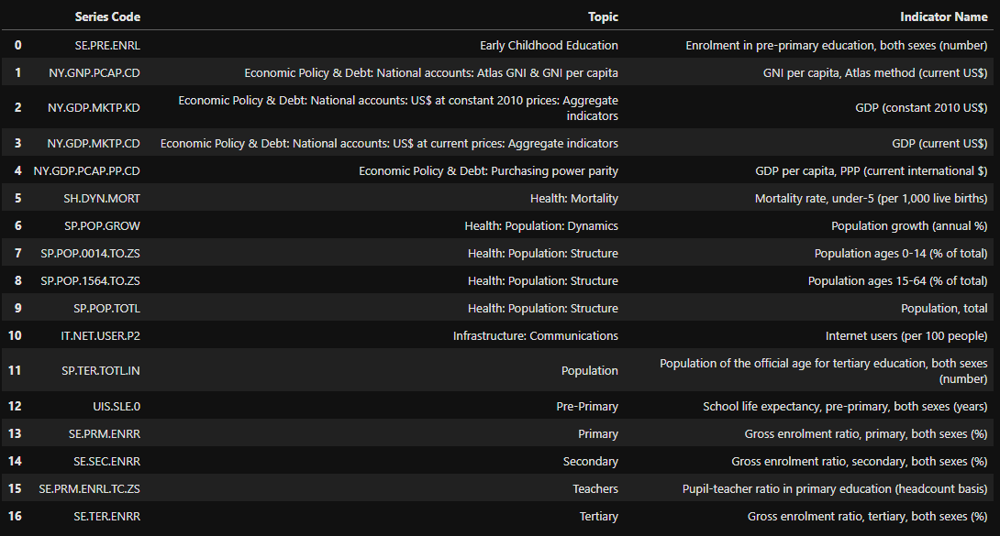 Series Code Topic Indicator Name
0 SE.PRE.ENRL Early Childhood Education Enrolment in pre-primary education, both sexes (number)
1 NY.GNP.PCAP.CD Economic Policy & Debt: National accounts: Atlas GNI & GNI per capita GNI per capita, Atlas method (current US$)
2 NY.GDP.MKTP.KD Economic Policy & Debt: National accounts: US$ at constant 2010 prices: Aggregate
indicators GDP (constant 2010 US$)
3 NY.GDP.MKTP.CD Economic Policy & Debt: National accounts: US$ at current prices: Aggregate indicators GDP (current US$)
4 NY.GDP.PCAP.PP.CD Economic Policy & Debt: Purchasing power parity GDP per capita, PPP (current international $)
5 SH.DYN.MORT Health: Mortality Mortality rate, under-5 (per 1,000 live births)
6 SP.POP.GROW Health: Population: Dynamics Population growth (annual %)
7 SP.POP.0014.TO.ZS Health: Population: Structure Population ages 0-14 (% of total)
8 SP.POP.1564.TO.ZS Health: Population: Structure Population ages 15-64 (% of total)
9 SP.POP.TOTL Health: Population: Structure Population, total
10 IT.NET.USER.P2 Infrastructure: Communications Internet users (per 100 people)
11 SP.TER.TOTL.IN Population Population of the official age for tertiary education, both sexes
(number)
12 UIS.SLE.0 Pre-Primary School life expectancy, pre-primary, both sexes (years)
13 SE.PRM.ENRR Primary Gross enrolment ratio, primary, both sexes (%)
14 SE.SEC.ENRR Secondary Gross enrolment ratio, secondary, both sexes (%)
15 SE.PRM.ENRL.TC.ZS Teachers Pupil-teacher ratio in primary education (headcount basis)
16 SE.TER.ENRR Tertiary Gross enrolment ratio, tertiary, both sexes (%)